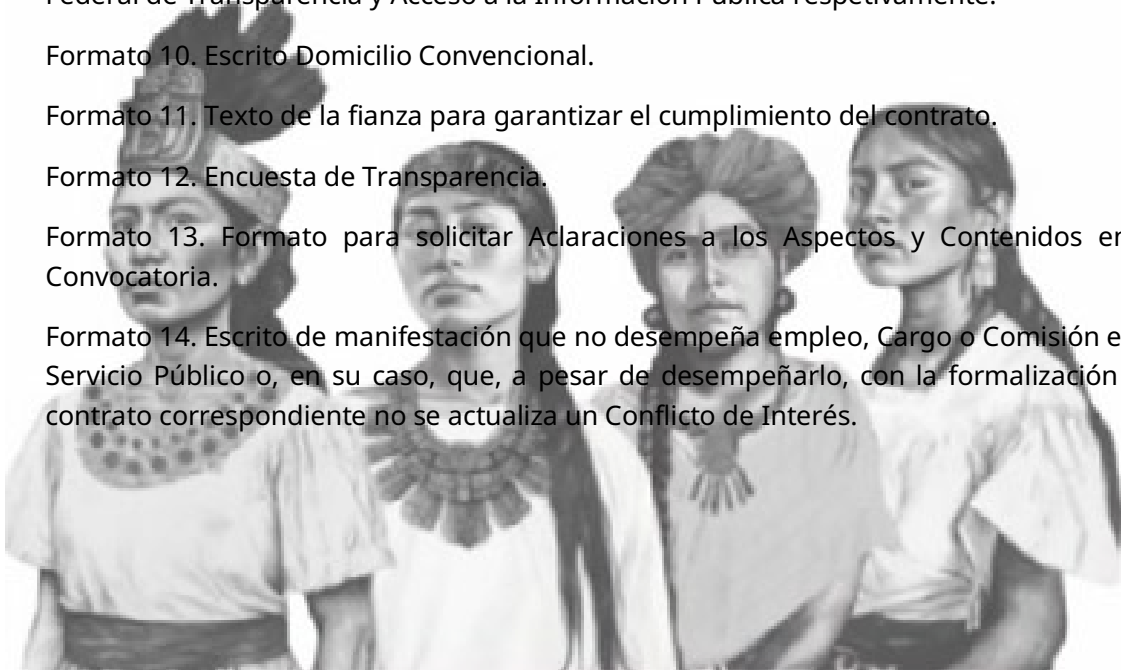 Federal de Transparencia y Acceso a la Información Pública respetivamente.
Formato 10. Escrito Domicilio Convencional.
Formato 11. Texto de la fianza para garantizar el cumplimiento del contrato.
Formato 12. Encuesta de Transparencia.
Formato 13. Formato para solicitar Aclaraciones a los Aspectos y Contenidos en
Convocatoria.
Formato 14. Escrito de manifestación que no desempeña empleo, Cargo o Comisión e
Servicio Público o, en su caso, que, a pesar de desempeñarlo, con la formalización
contrato correspondiente no se actualiza un Conflicto de Interés.